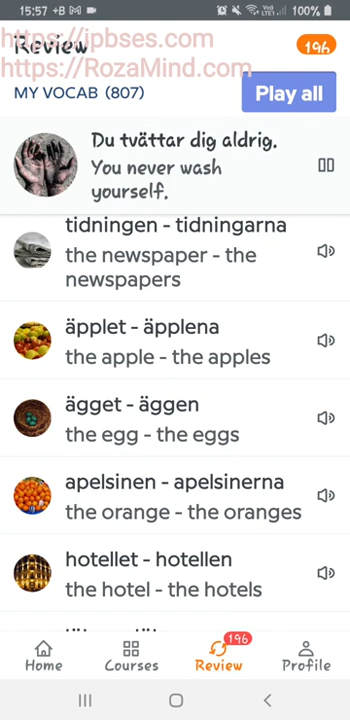 15:57 +B M
100%
https://jpbses.com
Review
196
https://RozaMind.com
MY VOCAB (807)
Play all
Du tvättar dig aldrig.
You never wash
yourself.
tidningen - tidningarna
the newspaper - the
newspapers
äpplet - äpplena
the apple - the apples
ägget - äggen
the egg - the eggs
apelsinen - apelsinerna
the orange - the oranges
hotellet - hotellen
the hotel - the hotels
196
Home
Courses
Review
Profile